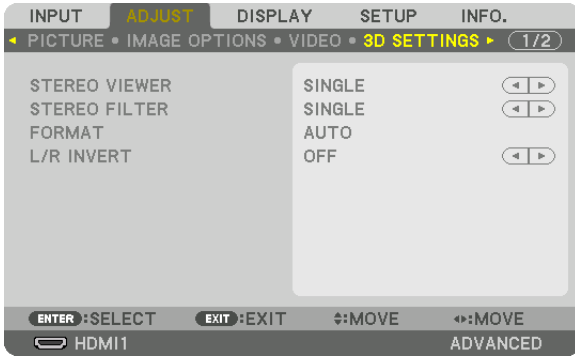 INPUT ADJUST DISPLAY SETUP INFO.
◂ PICTURE • IMAGE OPTIONS • VIDEO • 3D SETTINGS ▸ 1/2
STEREO VIEWER SINGLE
STEREO FILTER SINGLE
FORMAT AUTO
L/R INVERT OFF
ENTER:SELECT EXIT:EXIT :MOVE :MOVE
HDMI1 ADVANCED